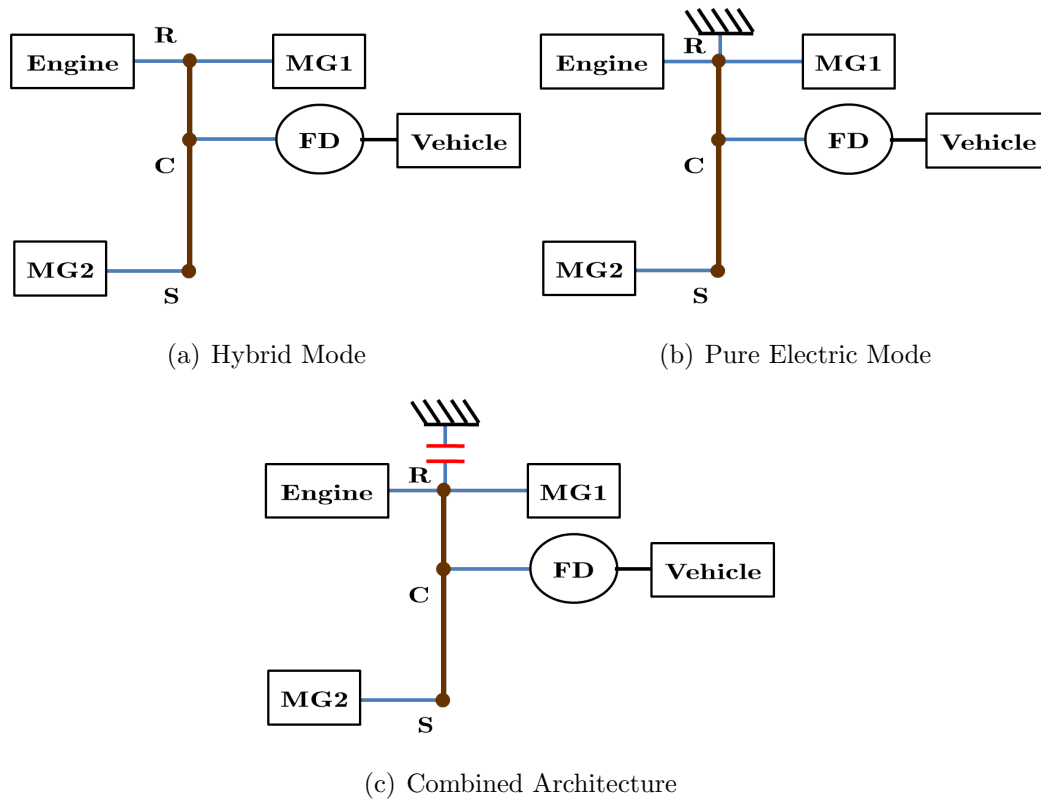 R R
Engine MG1 Engine MG1
FD Vehicle FD Vehicle
C C
MG2 MG2
S S
(a) Hybrid Mode (b) Pure Electric Mode
R
Engine MG1
FD Vehicle
C
MG2
S
(c) Combined Architecture